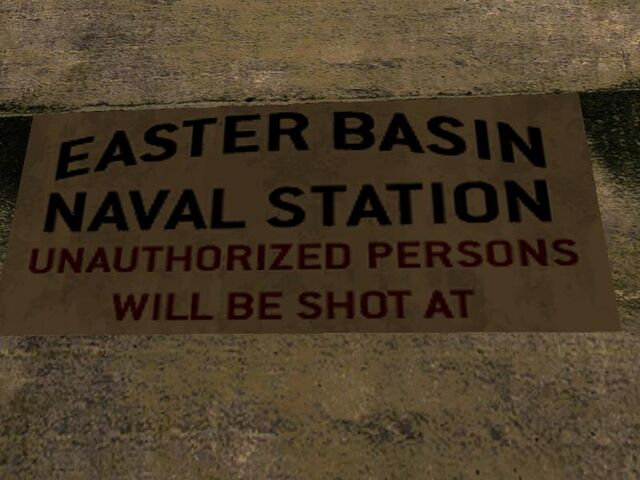 EASTER BASIN
NAVAL STATION
UNAUTHORIZED PERSONS
WILL BE SHOT AT